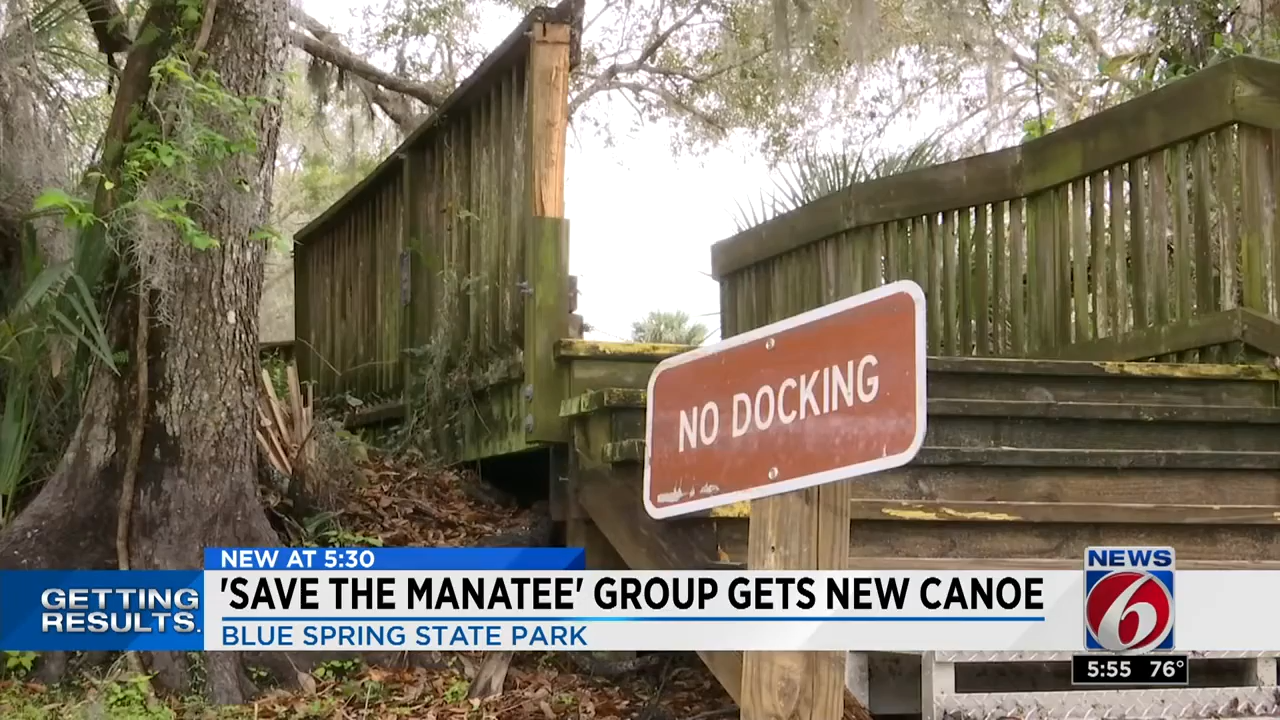 NO DOCKING
NEW AT 5:30
GETTING
RESULTS.
'SAVE THE MANATEE' GROUP GETS NEW CANOE
BLUE SPRING STATE PARK
NEWS
6
5:55 76°